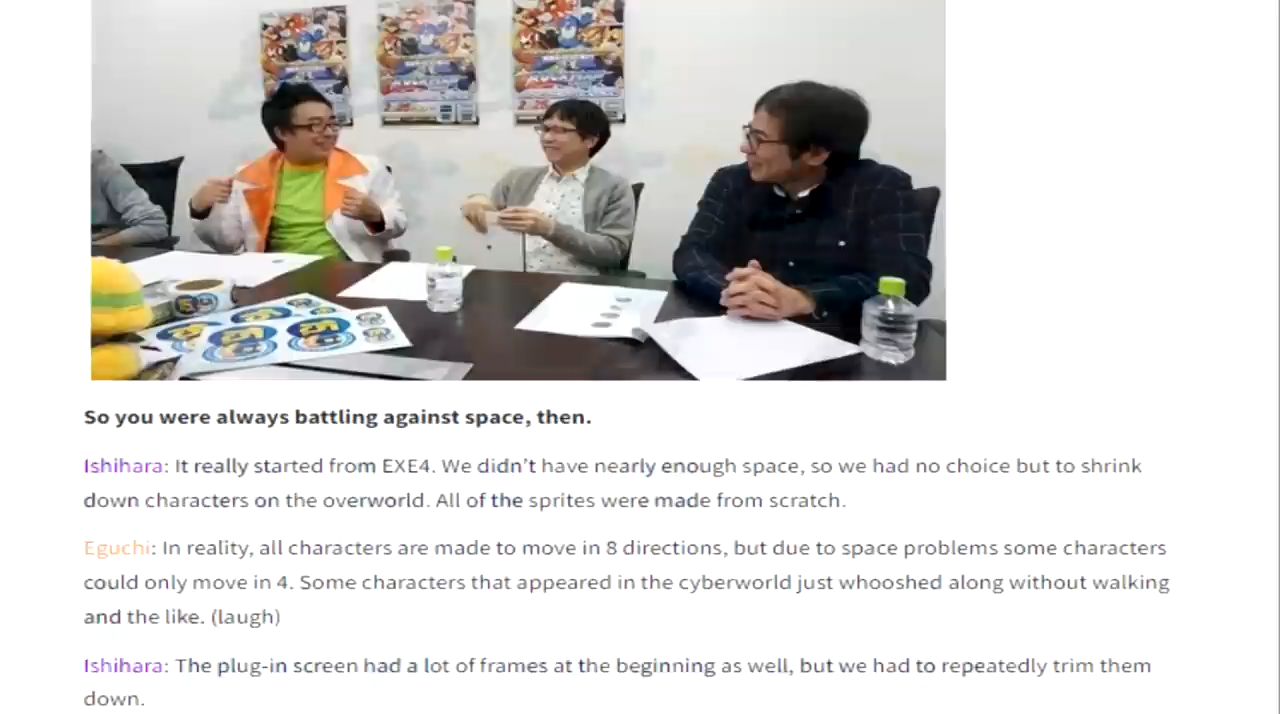 So you were always battling against space, then.
Ishihara: It really started from EXE4. We didn't have nearly enough space, so we had no choice but to shrink
down characters on the overworld. All of the sprites were made from scratch.
Eguchi: In reality, all characters are made to move in 8 directions, but due to space problems some characters
could only move in 4. Some characters that appeared in the cyberworld just whooshed along without walking
and the like. (laugh)
Ishihara: The plug-in screen had a lot of frames at the beginning as well, but we had to repeatedly trim them
down.